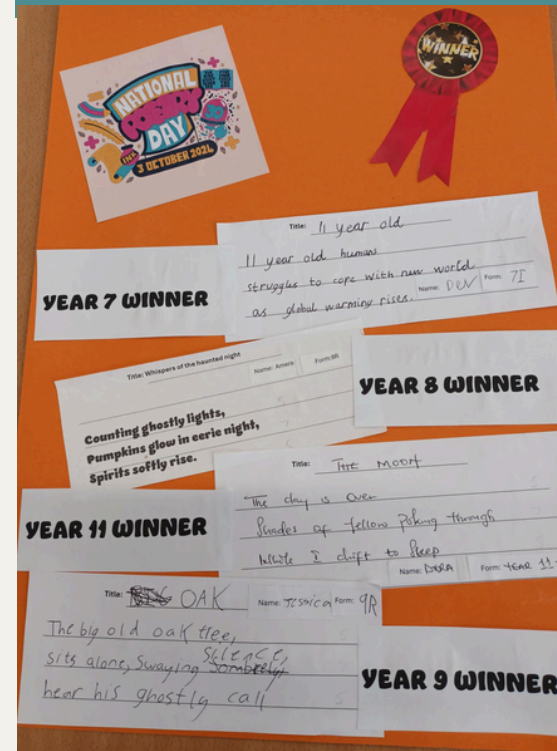 NATIONAL
POETRY
DAY
3 OCTOBER 2024
WINNER
Title: 11 year old
11 year old humans
struggles to cope with new world
as global warming rises.
Name: DEV Form: 7I
YEAR 7 WINNER
Title: Whispers of the haunted night
Name: Amera Form:8R
Counting ghostly lights,
Pumpkins glow in eerie night,
Spirits softly rise.
YEAR 8 WINNER
Title: THE MOON
The day is over
Shades of yellow poking through
While I drift to sleep
Name: DORA Form: YEAR 11
YEAR 11 WINNER
Title: OAK
Name: Jessica Form: 9R
The big old oak tree,
sits alone, swaying silence,
hear his ghostly call
YEAR 9 WINNER